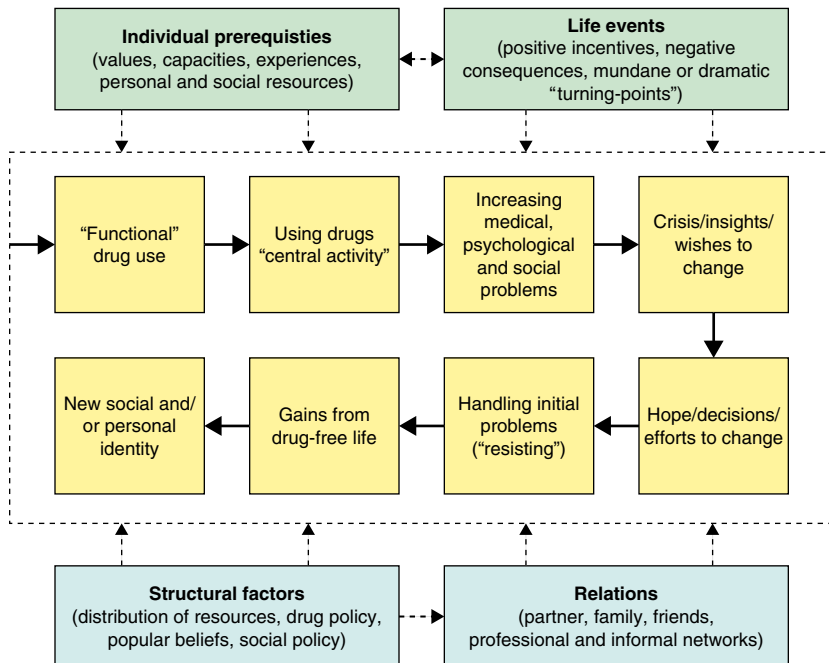 Individual prerequisties
(values, capacities, experiences,
personal and social resources)
Life events
(positive incentives, negative
consequences, mundane or dramatic
“turning-points”)
“Functional”
drug use
Using drugs
“central activity”
Increasing
medical,
psychological
and social
problems
Crisis/insights/
wishes to
change
New social and/
or personal
identity
Gains from
drug-free life
Handling initial
problems
(“resisting”)
Hope/decisions/
efforts to change
Structural factors
(distribution of resources, drug policy,
popular beliefs, social policy)
Relations
(partner, family, friends,
professional and informal networks)